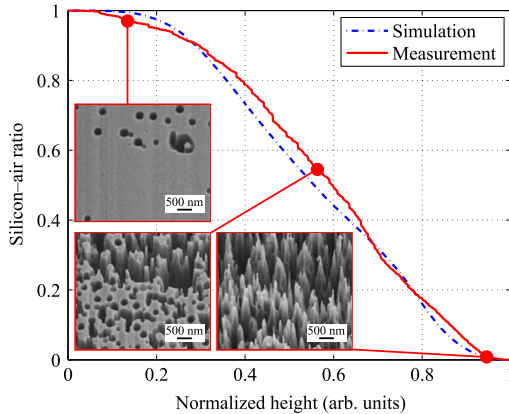 Simulation
Measurement
Silicon–air ratio
1
0.8
0.6
0.4
0.2
0
500 nm
500 nm
500 nm
0
0.2
0.4
0.6
0.8
1
Normalized height (arb. units)